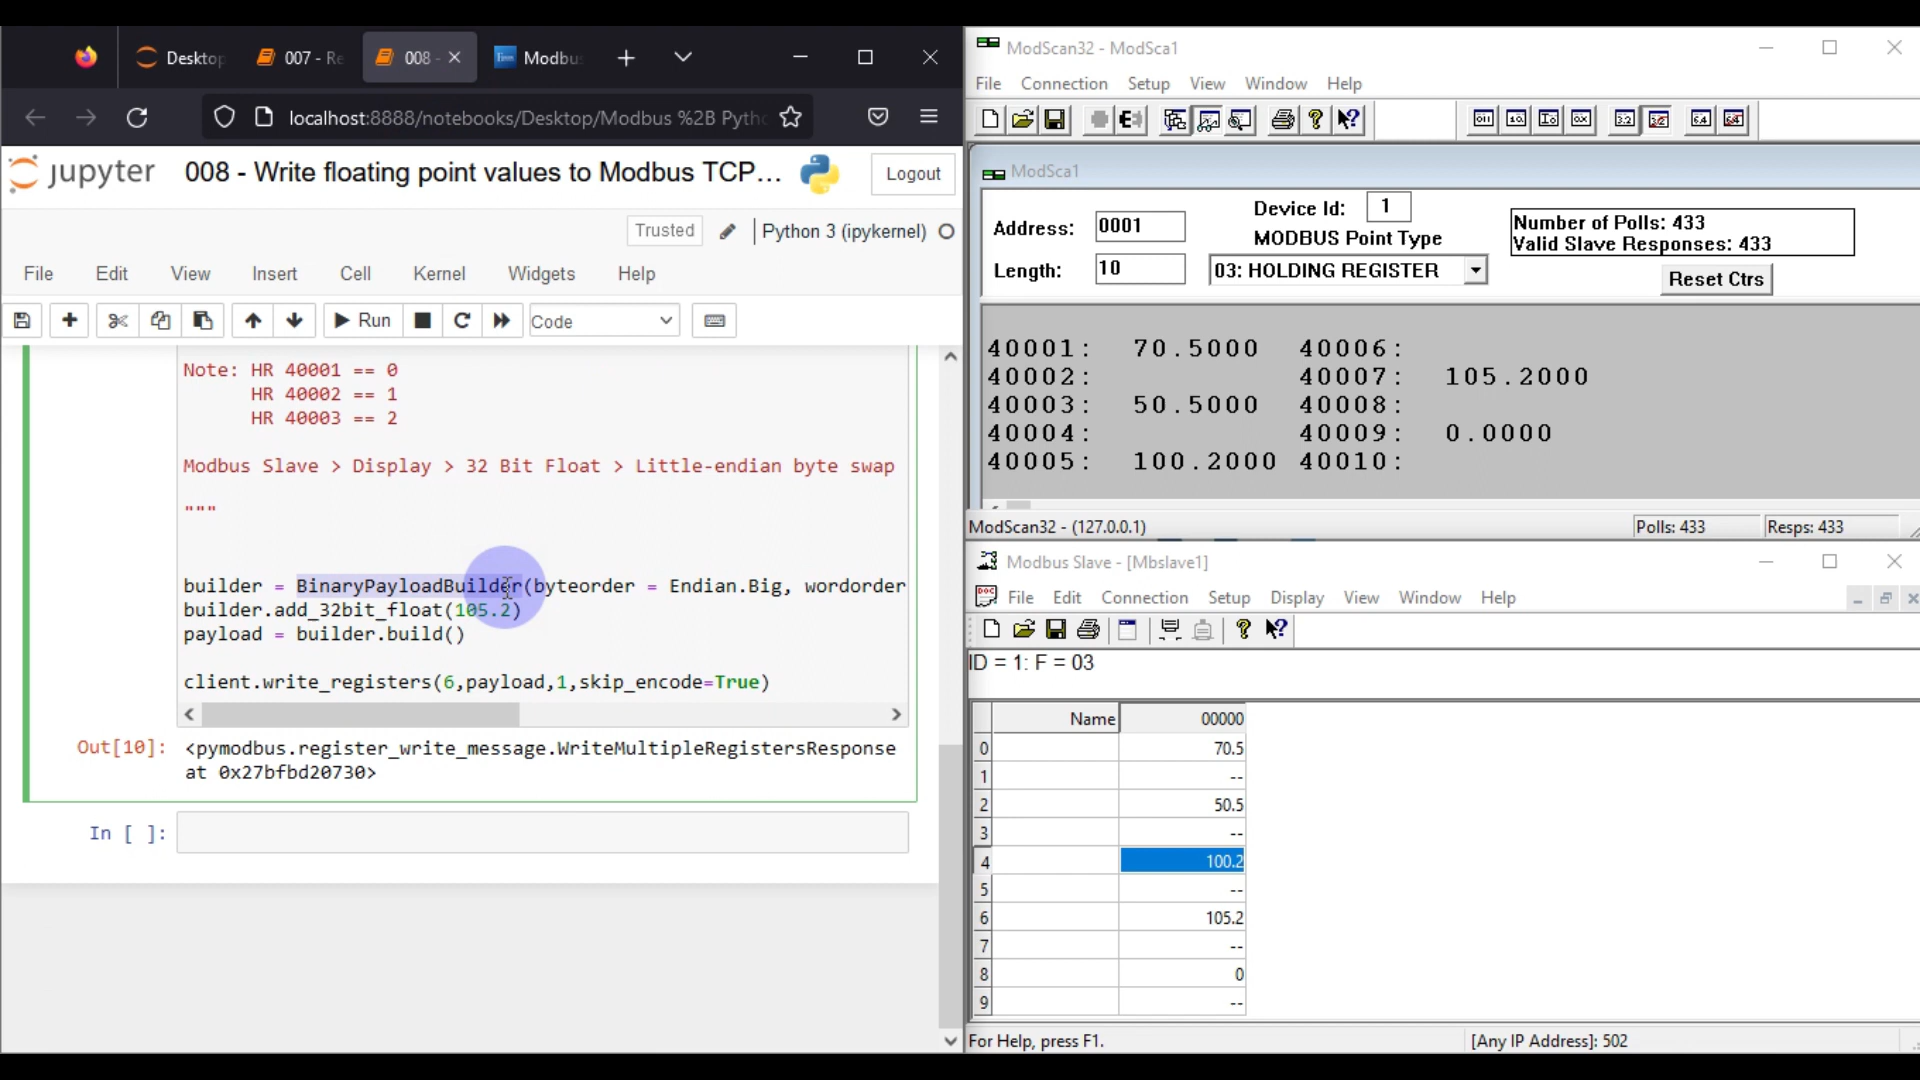 Desktop
007 - Re
008 -
Modbus
localhost:8888/notebooks/Desktop/Modbus %2B Pytho
jupyter
008 - Write floating point values to Modbus TCP...
Logout
Trusted
Python 3 (ipykernel)
File Edit View Insert Cell Kernel Widgets Help
Run
Code
Note: HR 40001 == 0
HR 40002 == 1
HR 40003 == 2
Modbus Slave > Display > 32 Bit Float > Little-endian byte swap
"""
builder = BinaryPayloadBuilder(byteorder = Endian.Big, wordorder
builder.add_32bit_float(105.2)
payload = builder.build()
client.write_registers(6,payload,1,skip_encode=True)
Out[10]: <pymodbus.register_write_message.WriteMultipleRegistersResponse
at 0x27bfbd20730>
In [ ]:
ModScan32 - ModSca1
File Connection Setup View Window Help
ModSca1
Address: 0001
Length: 10
Device Id: 1
MODBUS Point Type
03: HOLDING REGISTER
Number of Polls: 433
Valid Slave Responses: 433
Reset Ctrs
40001: 70.5000 40006:
40002: 40007: 105.2000
40003: 50.5000 40008:
40004: 40009: 0.0000
40005: 100.2000 40010:
ModScan32 - (127.0.0.1)
Polls: 433
Resps: 433
Modbus Slave - [Mbslave1]
File Edit Connection Setup Display View Window Help
ID = 1: F = 03
Name 00000
0 70.5
1 --
2 50.5
3 --
4 100.2
5 --
6 105.2
7 --
8 0
9 --
For Help, press F1.
[Any IP Address]: 502